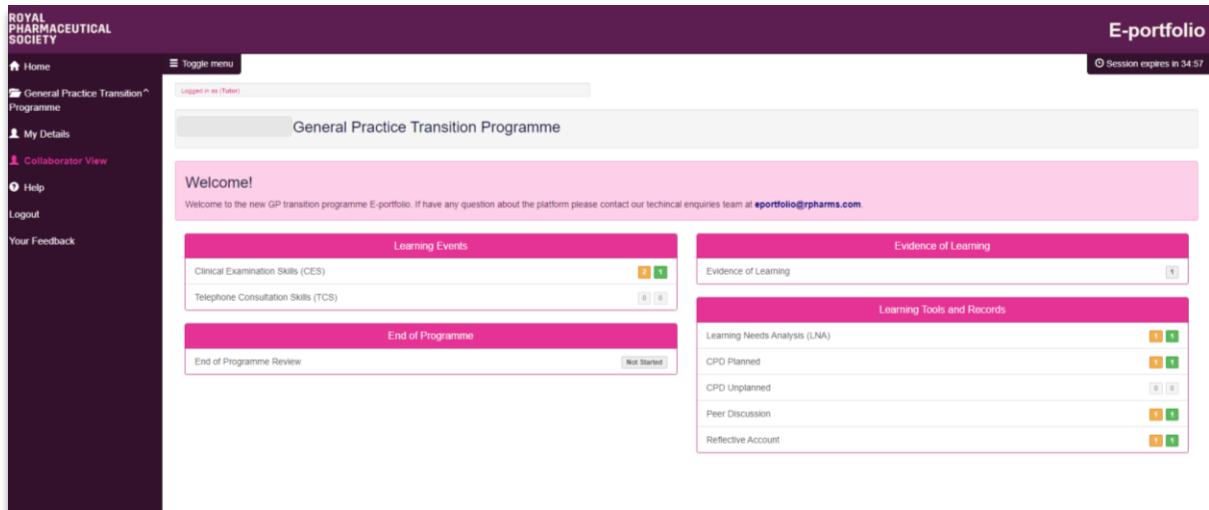 ROYAL
PHARMACEUTICAL
SOCIETY
E-portfolio
Home
General Practice Transition^
Programme
My Details
Collaborator View
Help
Logout
Your Feedback
Toggle menu
Session expires in 34:57
Logged in as (Tutor)
General Practice Transition Programme
Welcome!
Welcome to the new GP transition programme E-portfolio. If have any question about the platform please contact our techincal enquiries team at eportfolio@rpharms.com.
Learning Events
Clinical Examination Skills (CES) 2 1
Telephone Consultation Skills (TCS) 0 0
End of Programme
End of Programme Review Not Started
Evidence of Learning
Evidence of Learning 1
Learning Tools and Records
Learning Needs Analysis (LNA) 1 1
CPD Planned 1 1
CPD Unplanned 0 0
Peer Discussion 1 1
Reflective Account 1 1